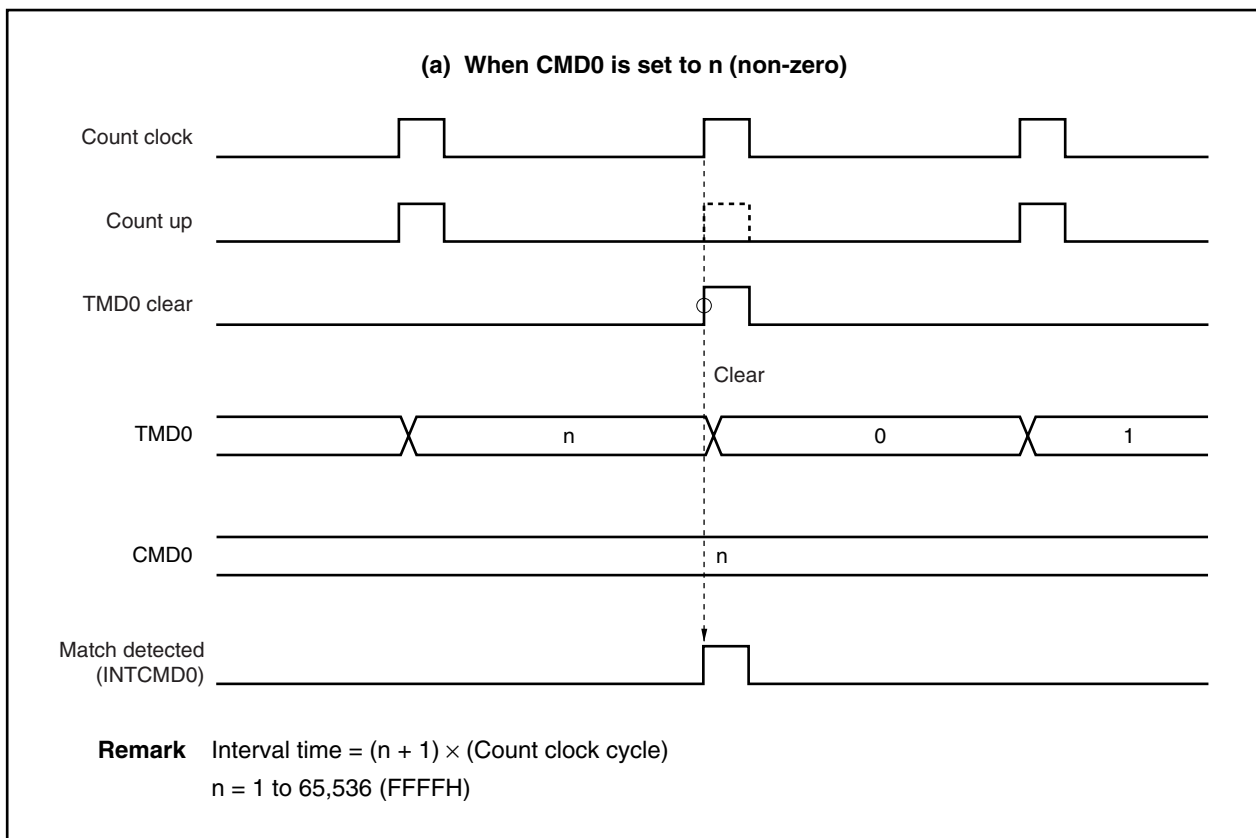 (a) When CMD0 is set to n (non-zero)
Count clock
Count up
TMD0 clear
Clear
TMD0
n
0
1
CMD0
n
Match detected
(INTCMD0)
Remark Interval time = (n + 1) × (Count clock cycle)
n = 1 to 65,536 (FFFFH)